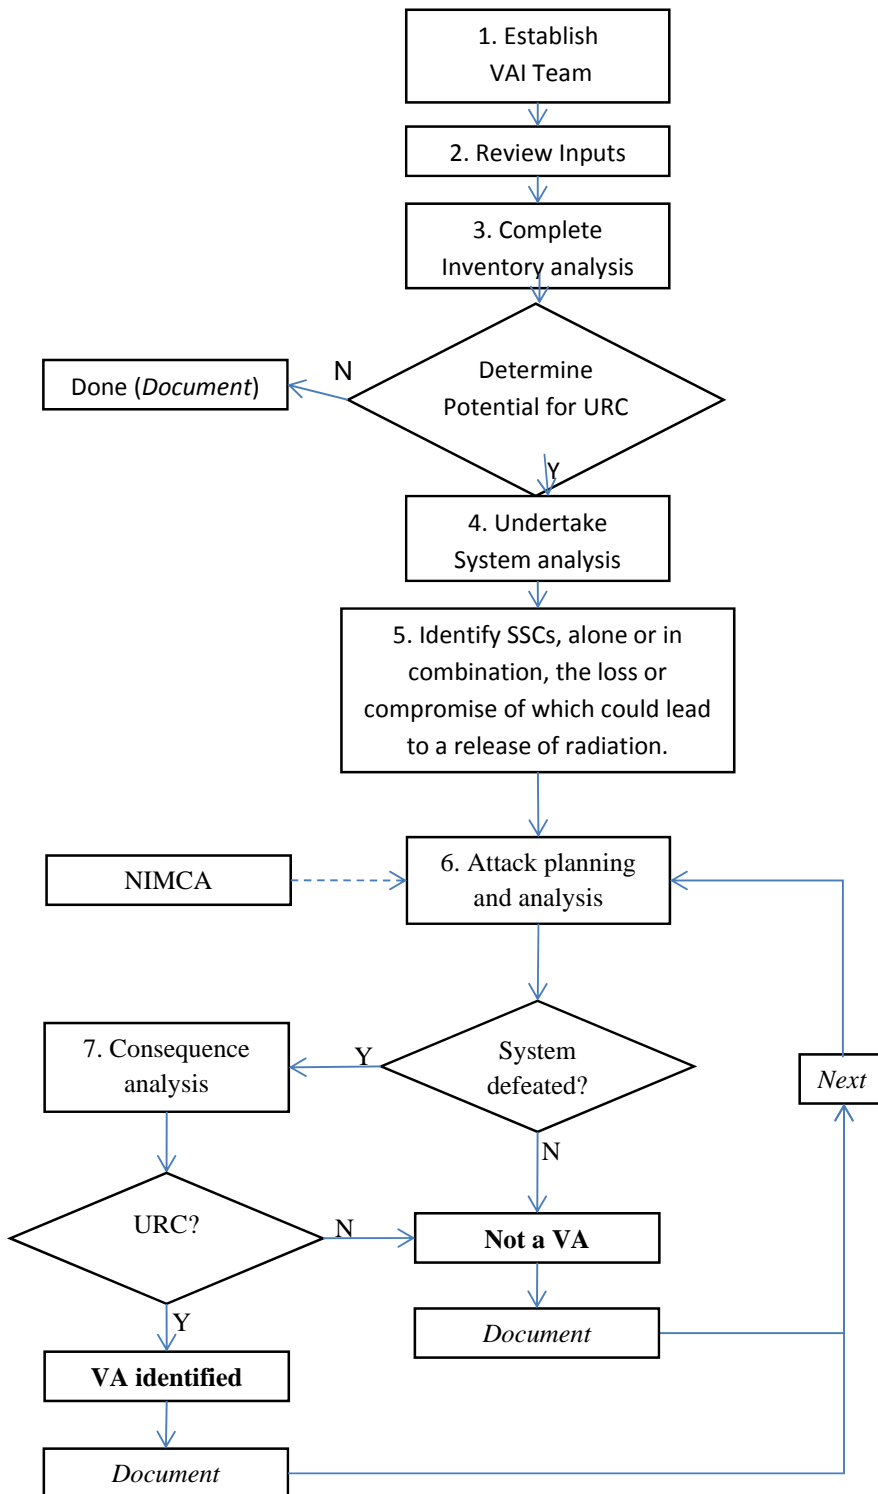 1. Establish
VAI Team
2. Review Inputs
3. Complete
Inventory analysis
Determine
Potential for URC
N
Done (Document)
Y
4. Undertake
System analysis
5. Identify SSCs, alone or in
combination, the loss or
compromise of which could lead
to a release of radiation.
NIMCA
6. Attack planning
and analysis
System
defeated?
Y
7. Consequence
analysis
Next
N
URC?
N
Not a VA
Y
Document
VA identified
Document